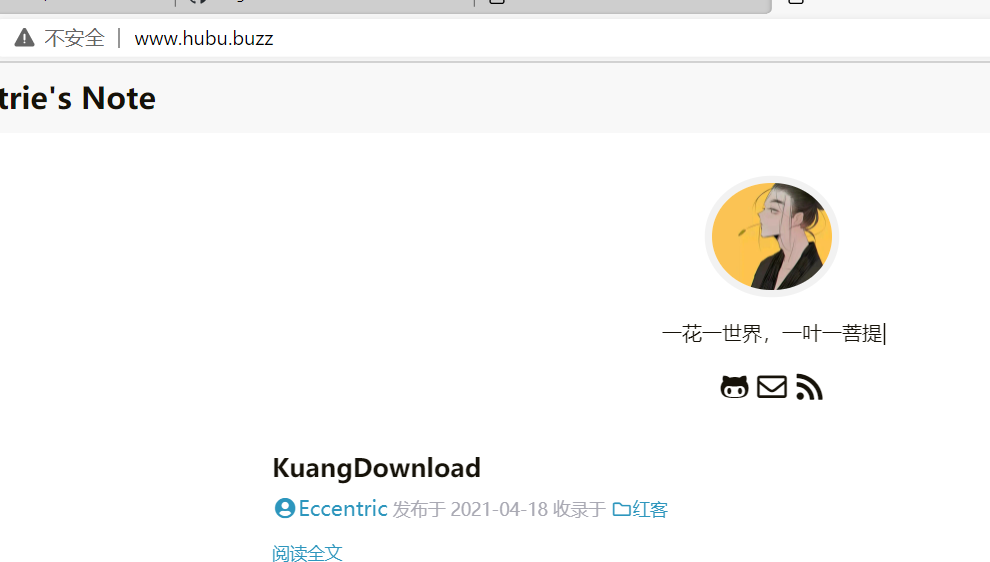 不安全 | www.hubu.buzz
trie's Note
一花一世界，一叶一菩提|
KuangDownload
Eccentric 发布于 2021-04-18 收录于 红客
阅读全文